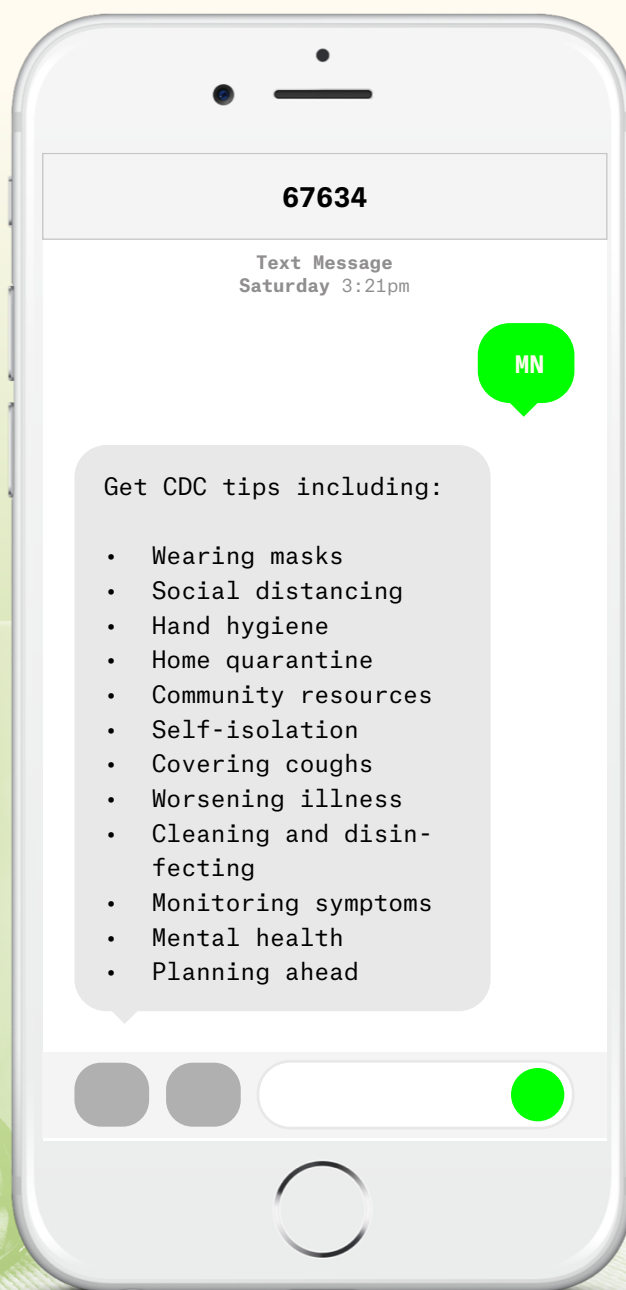 67634
Text Message
Saturday 3:21pm
MN
Get CDC tips including:
• Wearing masks
• Social distancing
• Hand hygiene
• Home quarantine
• Community resources
• Self-isolation
• Covering coughs
• Worsening illness
• Cleaning and disin-
fecting
• Monitoring symptoms
• Mental health
• Planning ahead